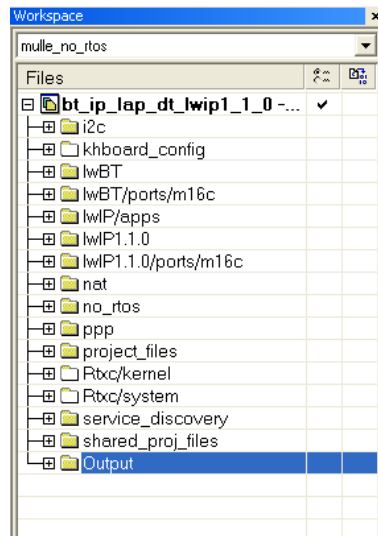 Workspace
mulle_no_rtos
Files
bt_ip_lap_dt_lwip1_1_0 -...
i2c
khboard_config
lwBT
lwBT/ports/m16c
lwIP/apps
lwIP1.1.0
lwIP1.1.0/ports/m16c
nat
no_rtos
ppp
project_files
Rtxc/kernel
Rtxc/system
service_discovery
shared_proj_files
Output